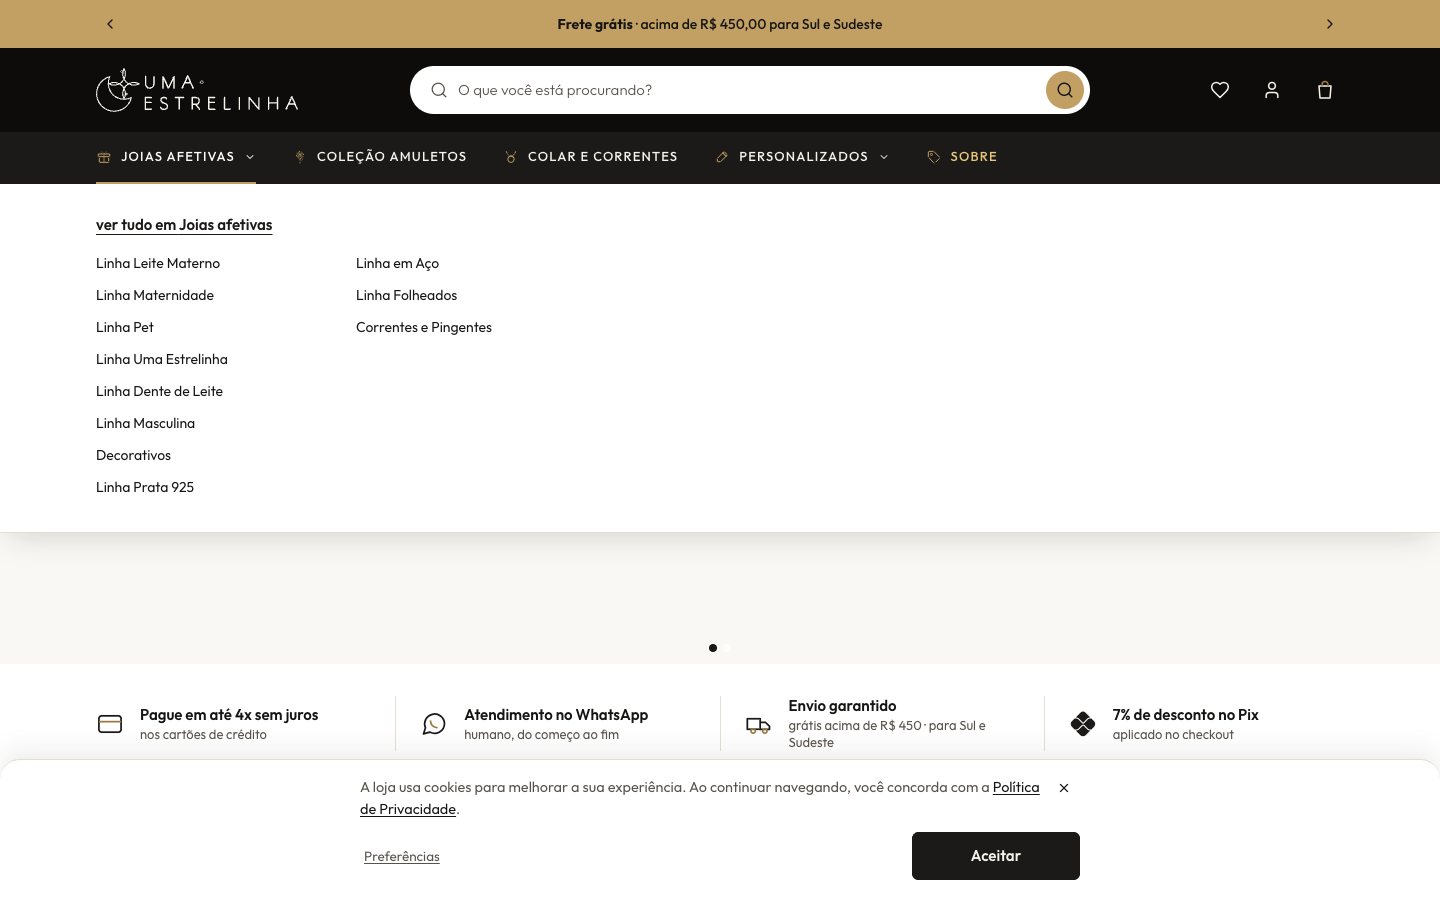 Frete grátis · acima de R$ 450,00 para Sul e Sudeste
UMA
ESTRELINHA
O que você está procurando?
JOIAS AFETIVAS
COLEÇÃO AMULETOS
COLAR E CORRENTES
PERSONALIZADOS
SOBRE
ver tudo em Joias afetivas
Linha Leite Materno
Linha Maternidade
Linha Pet
Linha Uma Estrelinha
Linha Dente de Leite
Linha Masculina
Decorativos
Linha Prata 925
Linha em Aço
Linha Folheados
Correntes e Pingentes
Pague em até 4x sem juros
nos cartões de crédito
Atendimento no WhatsApp
humano, do começo ao fim
Envio garantido
grátis acima de R$ 450 · para Sul e
Sudeste
7% de desconto no Pix
aplicado no checkout
A loja usa cookies para melhorar a sua experiência. Ao continuar navegando, você concorda com a Política
de Privacidade.
Preferências
Aceitar